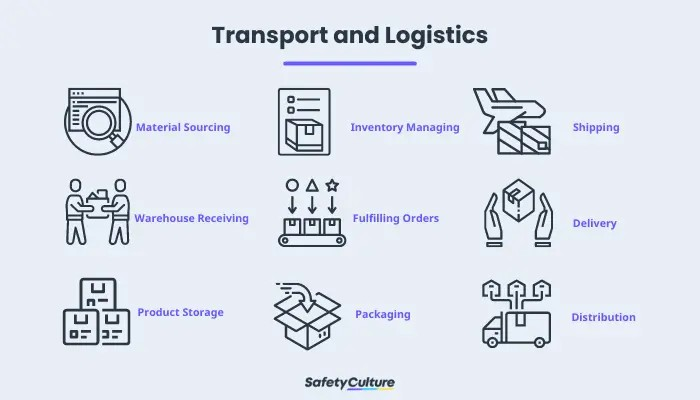 Transport and Logistics
Material Sourcing
Inventory Managing
Shipping
Warehouse Receiving
Fulfilling Orders
Delivery
Product Storage
Packaging
Distribution
SafetyCulture